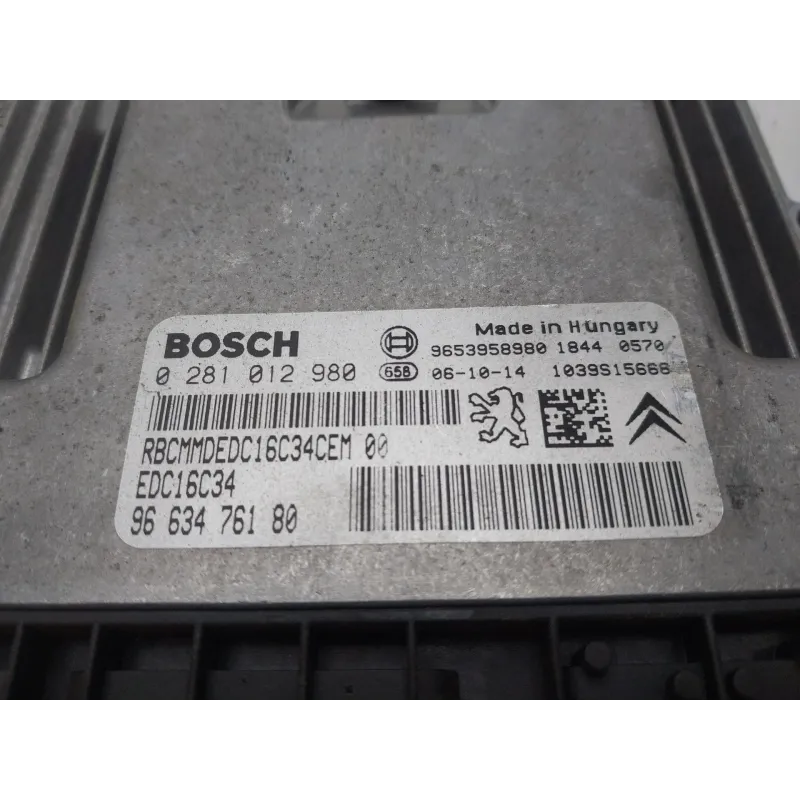 BOSCH
Made in Hungary
9653958980 1844 0570
0 281 012 980
658
06-10-14 1039S15666
RBCMMDEDC16C34CEM 00
EDC16C34
96 634 761 80